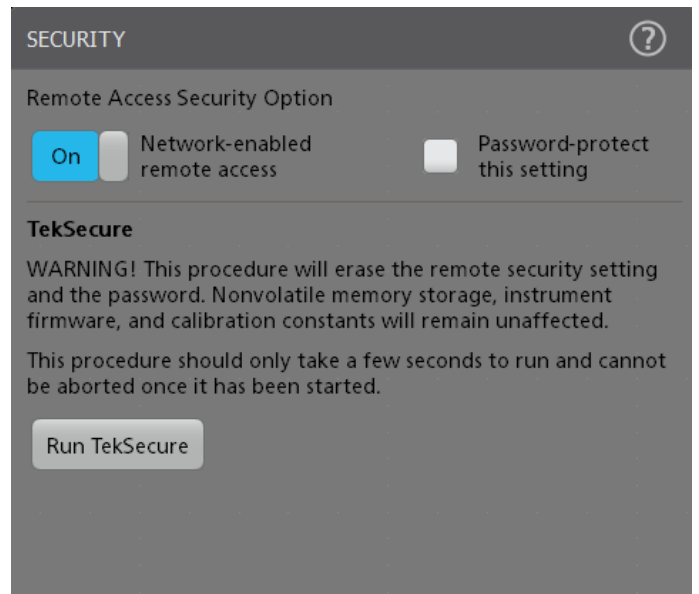 SECURITY
?
Remote Access Security Option
On
Network-enabled
remote access
Password-protect
this setting
TekSecure
WARNING! This procedure will erase the remote security setting
and the password. Nonvolatile memory storage, instrument
firmware, and calibration constants will remain unaffected.
This procedure should only take a few seconds to run and cannot
be aborted once it has been started.
Run TekSecure